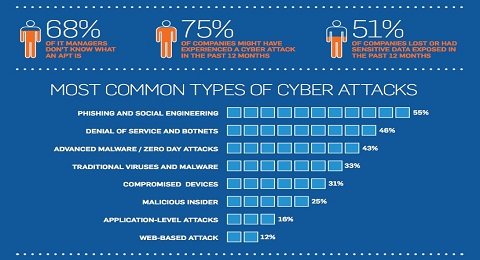 68%
OF IT MANAGERS
DON'T KNOW WHAT
AN APT IS
75%
OF COMPANIES MIGHT HAVE
EXPERIENCED A CYBER ATTACK
IN THE PAST 12 MONTHS
51%
OF COMPANIES LOST OR HAD
SENSITIVE DATA EXPOSED IN
THE PAST 12 MONTHS
MOST COMMON TYPES OF CYBER ATTACKS
PHISHING AND SOCIAL ENGINEERING 55%
DENIAL OF SERVICE AND BOTNETS 46%
ADVANCED MALWARE / ZERO DAY ATTACKS 43%
TRADITIONAL VIRUSES AND MALWARE 33%
COMPROMISED DEVICES 31%
MALICIOUS INSIDER 25%
APPLICATION-LEVEL ATTACKS 16%
WEB-BASED ATTACK 12%